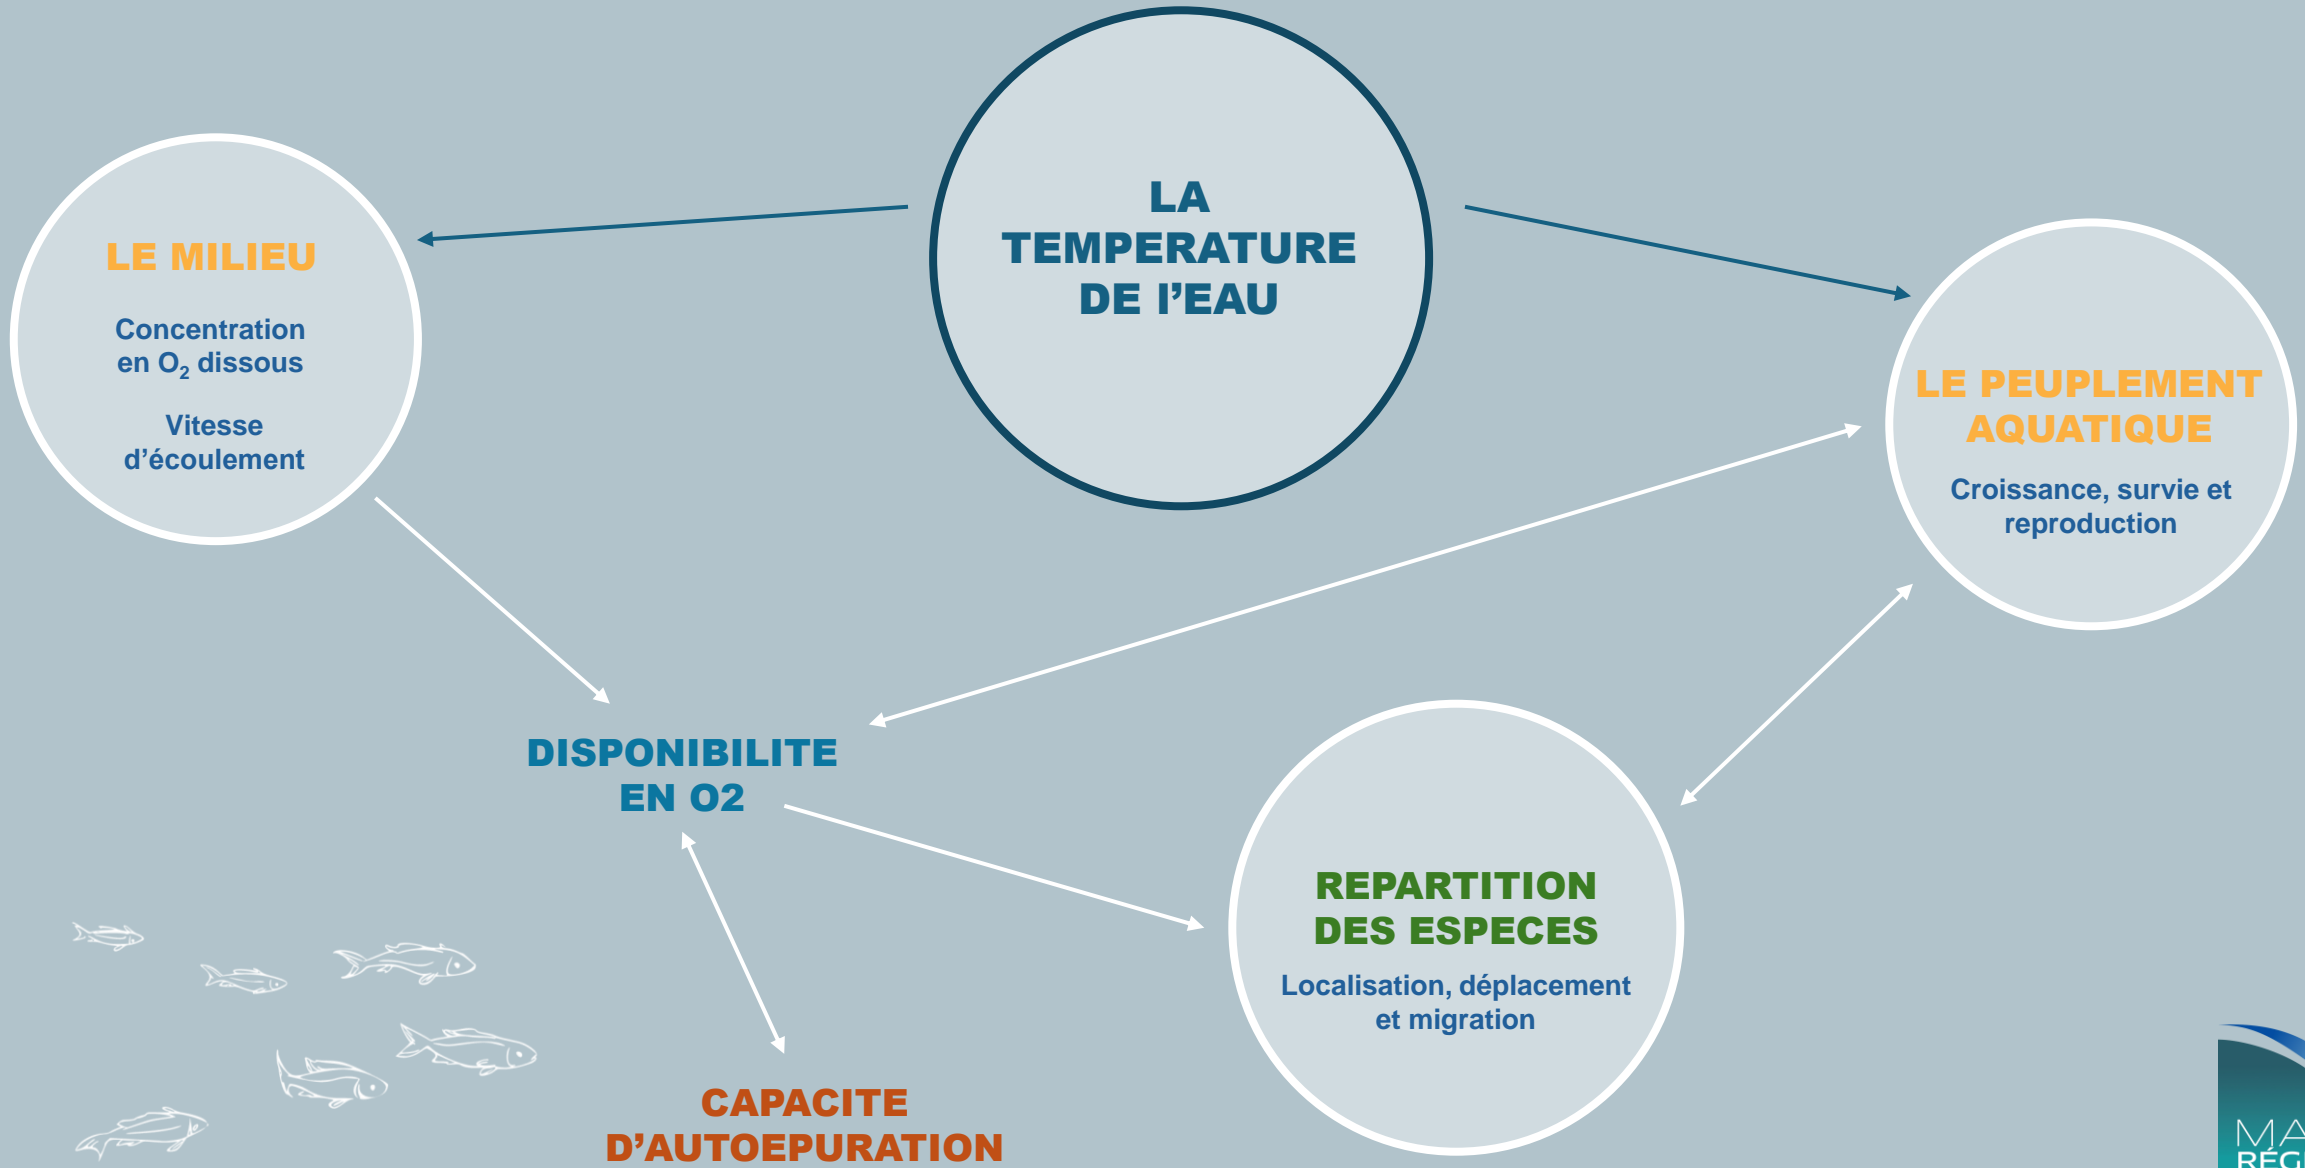 LA
TEMPERATURE
DE l'EAU
LE MILIEU
Concentration
en O₂ dissous
Vitesse
d'écoulement
LE PEUPLEMENT
AQUATIQUE
Croissance, survie et
reproduction
DISPONIBILITE
EN O2
REPARTITION
DES ESPECES
Localisation, déplacement
et migration
CAPACITE
D'AUTOEPURATION